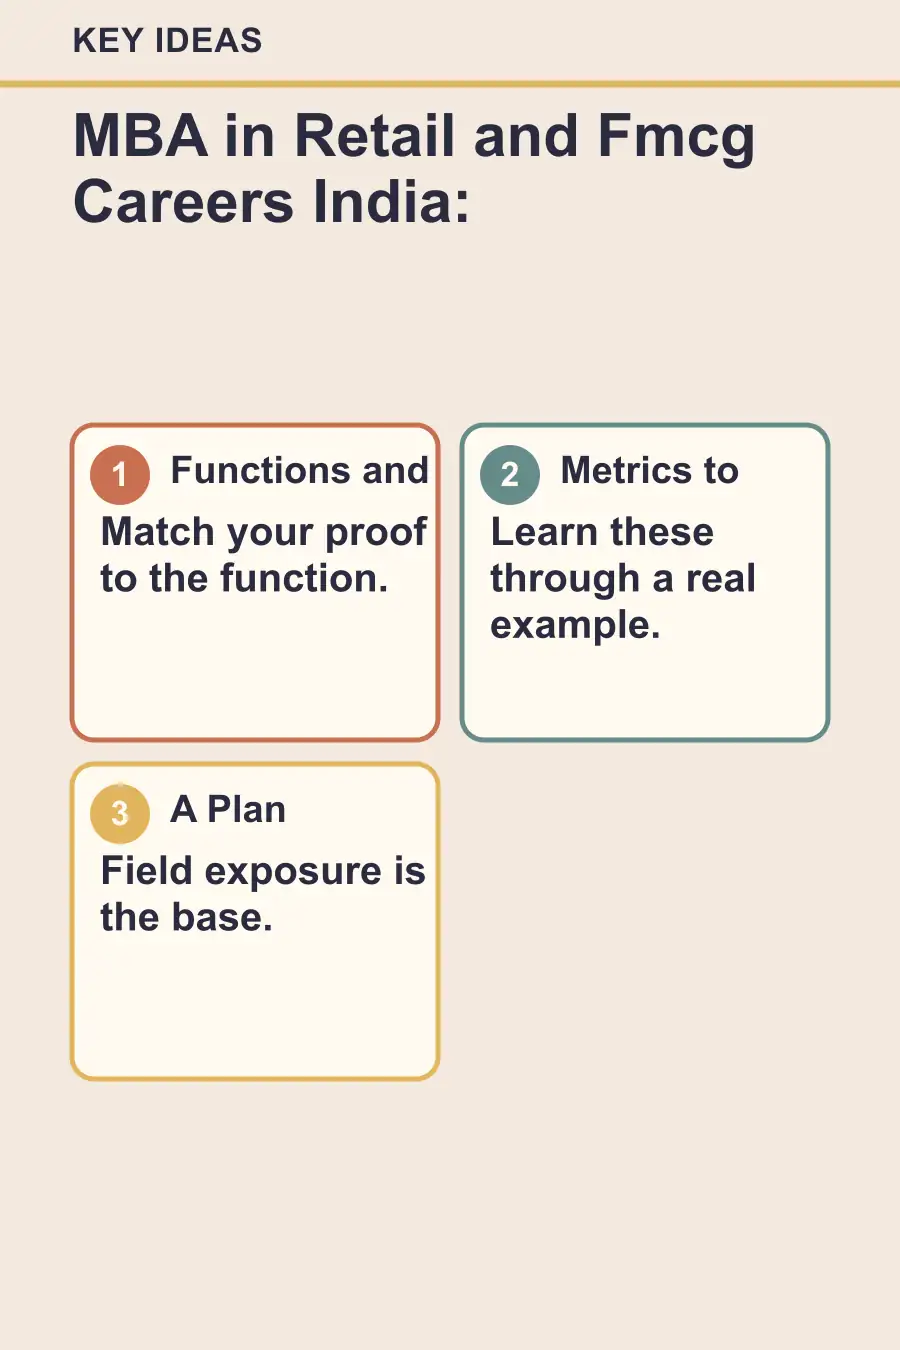 KEY IDEAS
MBA in Retail and Fmcg
Careers India:
1 Functions and
Match your proof
to the function.
2 Metrics to
Learn these
through a real
example.
3 A Plan
Field exposure is
the base.